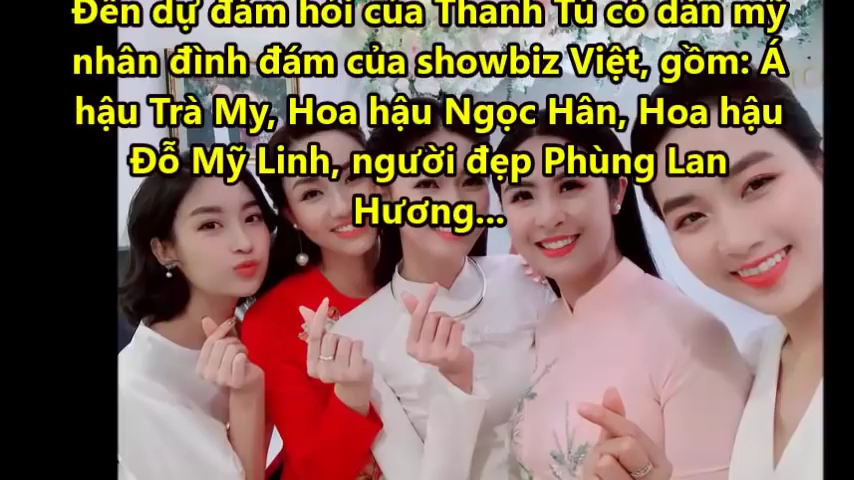 Đến dự đám hỏi của Thanh Tú có dàn mỹ
nhân đình đám của showbiz Việt, gồm: Á
hậu Trà My, Hoa hậu Ngọc Hân, Hoa hậu
Đỗ Mỹ Linh, người đẹp Phùng Lan
Hương...